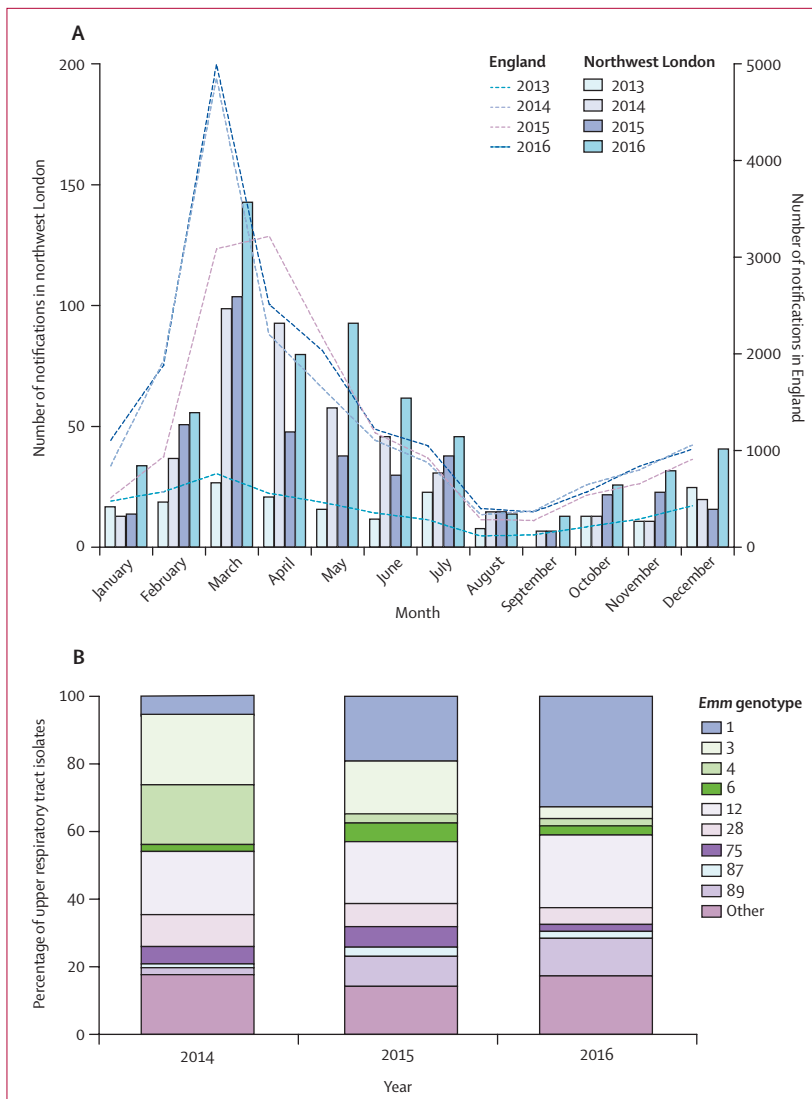 A
England
Northwest London
2013
2014
2015
2016
2013
2014
2015
2016
200
150
100
50
0
Number of notifications in northwest London
5000
4000
3000
2000
1000
0
Number of notifications in England
January
February
March
April
May
June
July
August
September
October
November
December
Month
B
100
80
60
40
20
0
Percentage of upper respiratory tract isolates
2014
2015
2016
Year
Emm genotype
1
3
4
6
12
28
75
87
89
Other